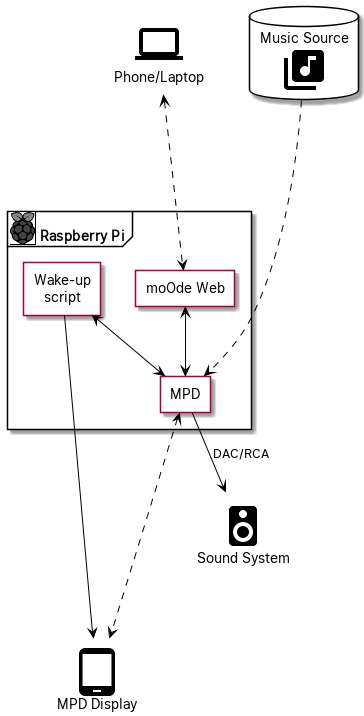 Music Source
Phone/Laptop
Raspberry Pi
Wake-up
script
moOde Web
MPD
DAC/RCA
Sound System
MPD Display